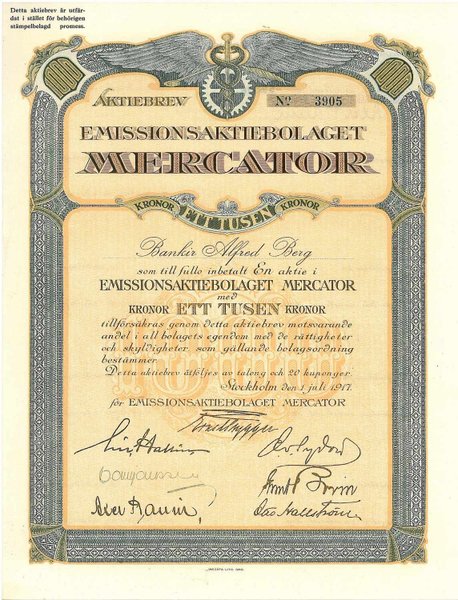 Detta aktiebrev är utfär-
dat i stället för behörigen
stämpelbelagd promess.
AKTIEBREV
No 3905
EMISSIONSAKTIEBOLAGET
MERCATOR
KRONOR ETT TUSEN KRONOR
Bankir Alfred Berg
som till fullo inbetalt En aktie i
EMISSIONSAKTIEBOLAGET MERCATOR
med
KRONOR ETT TUSEN KRONOR
tillförsäkras genom detta aktiebrev motsvarande
andel i all bolagets egendom med de rättigheter
och skyldigheter, som gällande bolagsordning
bestämmer.
Detta aktiebrev åtföljes av talong och 20 kuponger.
Stockholm den 1 juli 1917.
för EMISSIONSAKTIEBOLAGET MERCATOR
Otto Hallström